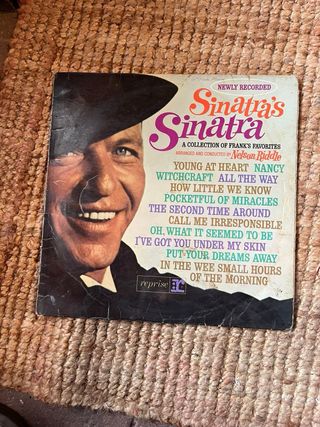 NEWLY RECORDED
Sinatra's
Sinatra
A COLLECTION OF FRANK'S FAVORITES
ARRANGED AND CONDUCTED BY Nelson Riddle
YOUNG AT HEART NANCY
WITCHCRAFT ALL THE WAY
HOW LITTLE WE KNOW
POCKETFUL OF MIRACLES
THE SECOND TIME AROUND
CALL ME IRRESPONSIBLE
OH, WHAT IT SEEMED TO BE
I'VE GOT YOU UNDER MY SKIN
PUT YOUR DREAMS AWAY
IN THE WEE SMALL HOURS
OF THE MORNING
reprise r: